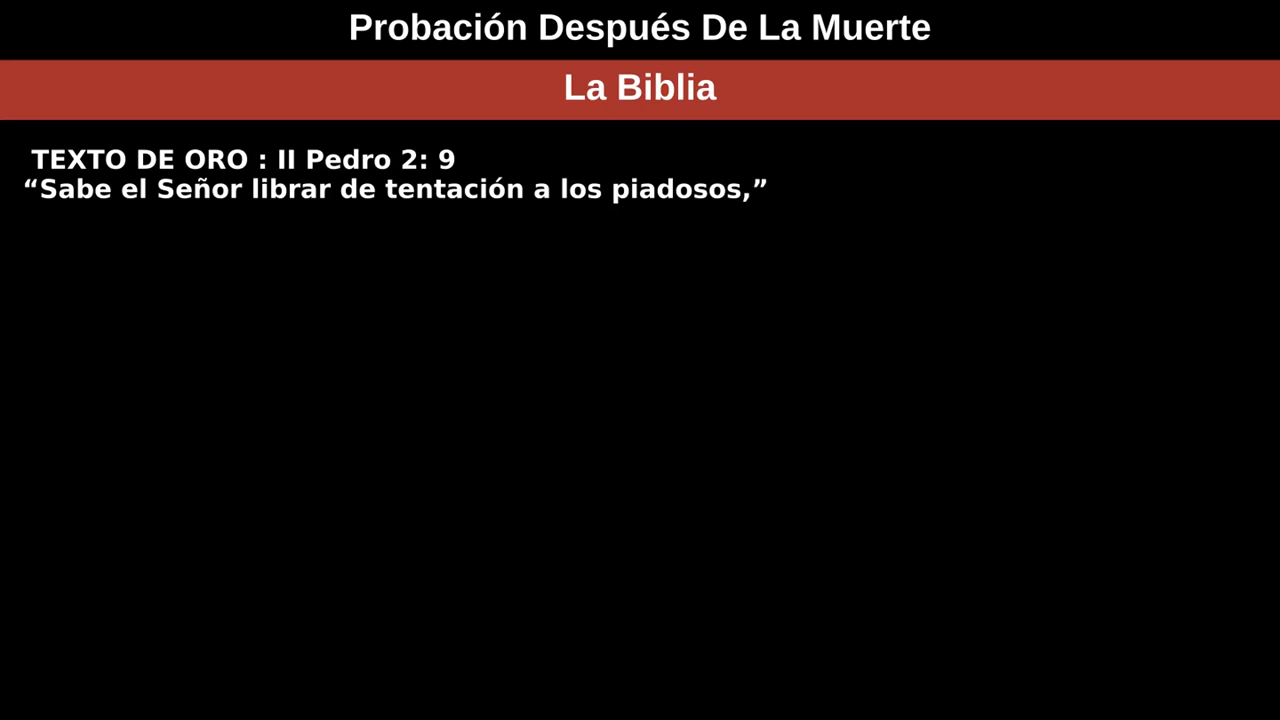 Probación Después De La Muerte
La Biblia
TEXTO DE ORO : II Pedro 2: 9
“Sabe el Señor librar de tentación a los piadosos,”